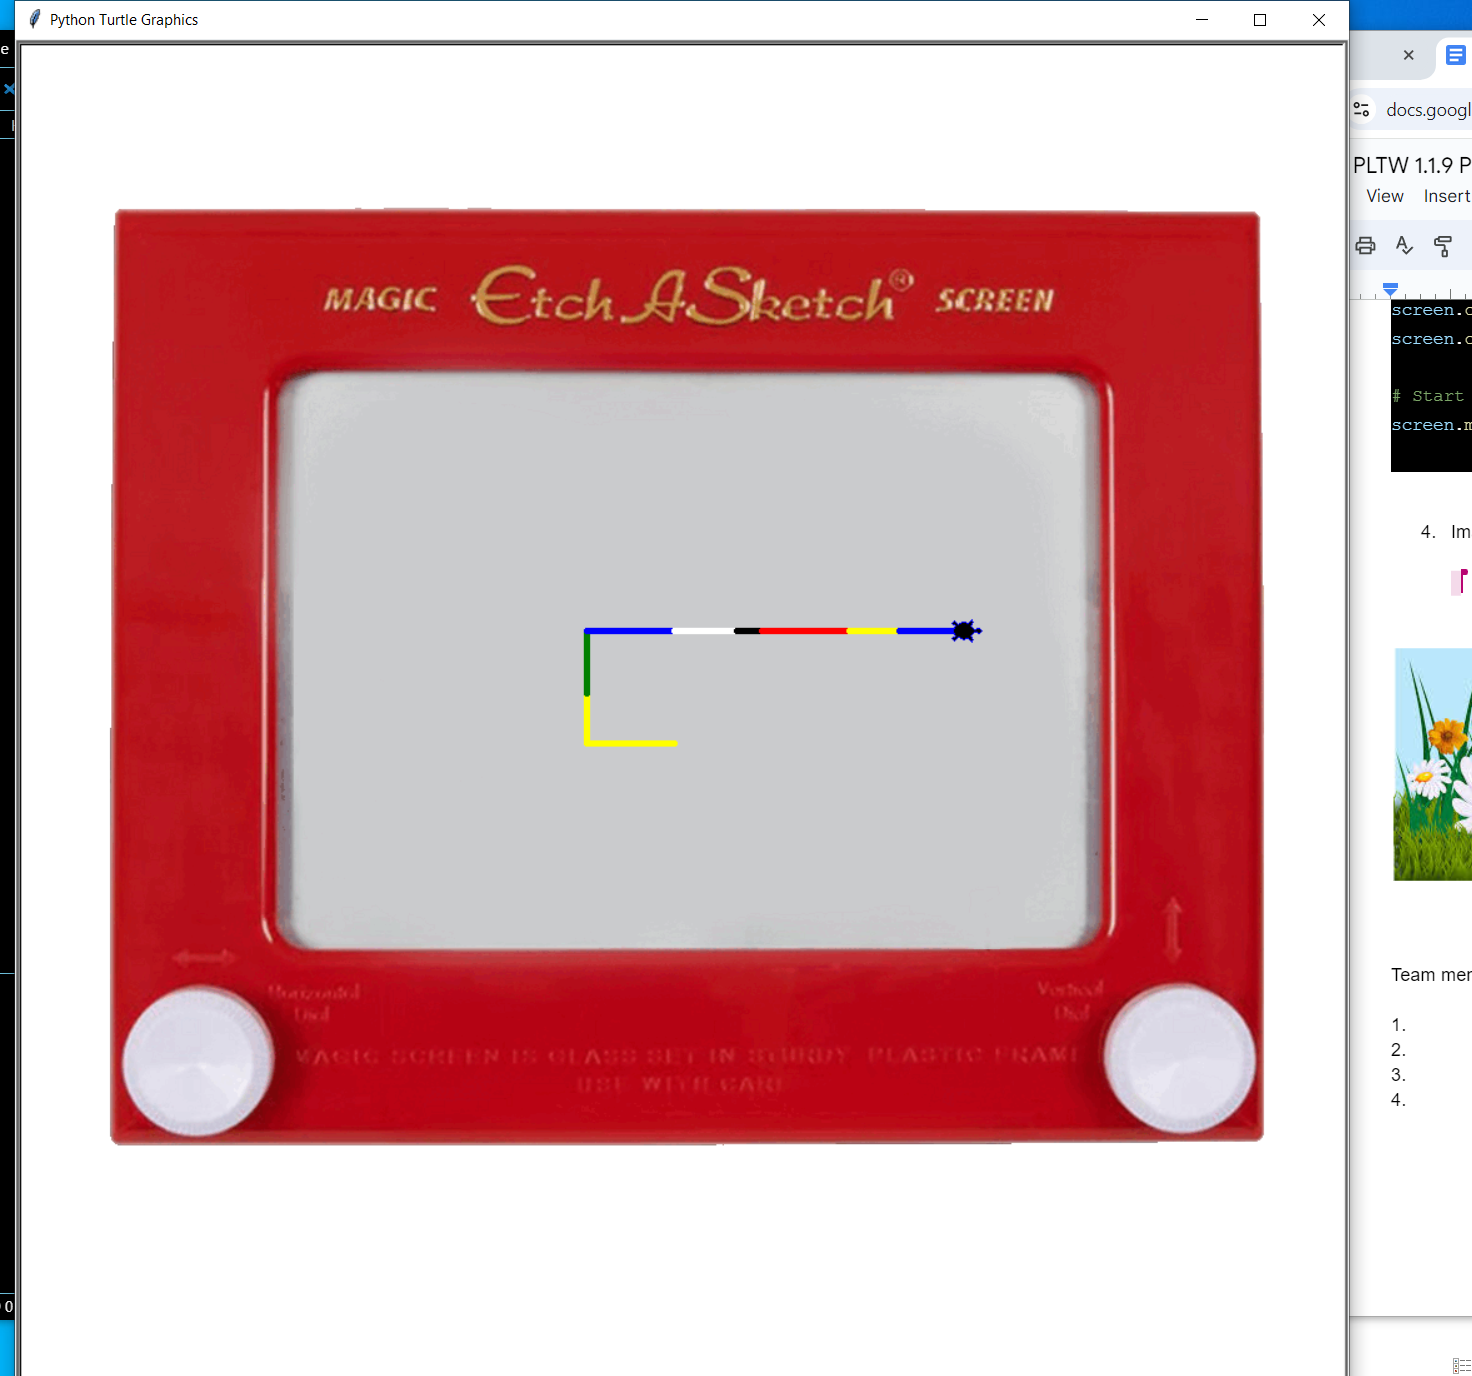 Python Turtle Graphics
docs.googl
PLTW 1.1.9 P
View Insert
MAGIC Etch A Sketch® SCREEN
screen.c
screen.c
# Start
screen.m
4. Im
Horizontal
Dial
Vertical
Dial
MAGIC SCREEN IS GLASS SET IN STURDY PLASTIC FRAME
USE WITH CARE
Team mer
1.
2.
3.
4.